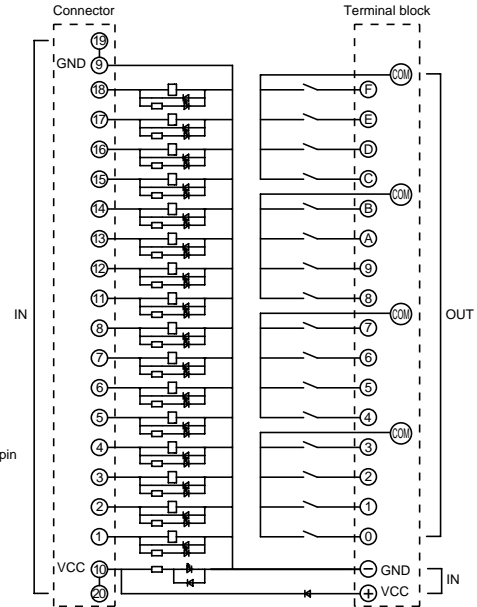 Connector Terminal block
19
GND 9
COM
18 F
17 E
16 D
15 C
COM
14 B
13 A
12 9
11 8
COM
IN OUT
8 7
7 6
6 5
5 4
COM
4 3
pin
3 2
2 1
1 0
VCC 10 − GND
IN
20 + VCC